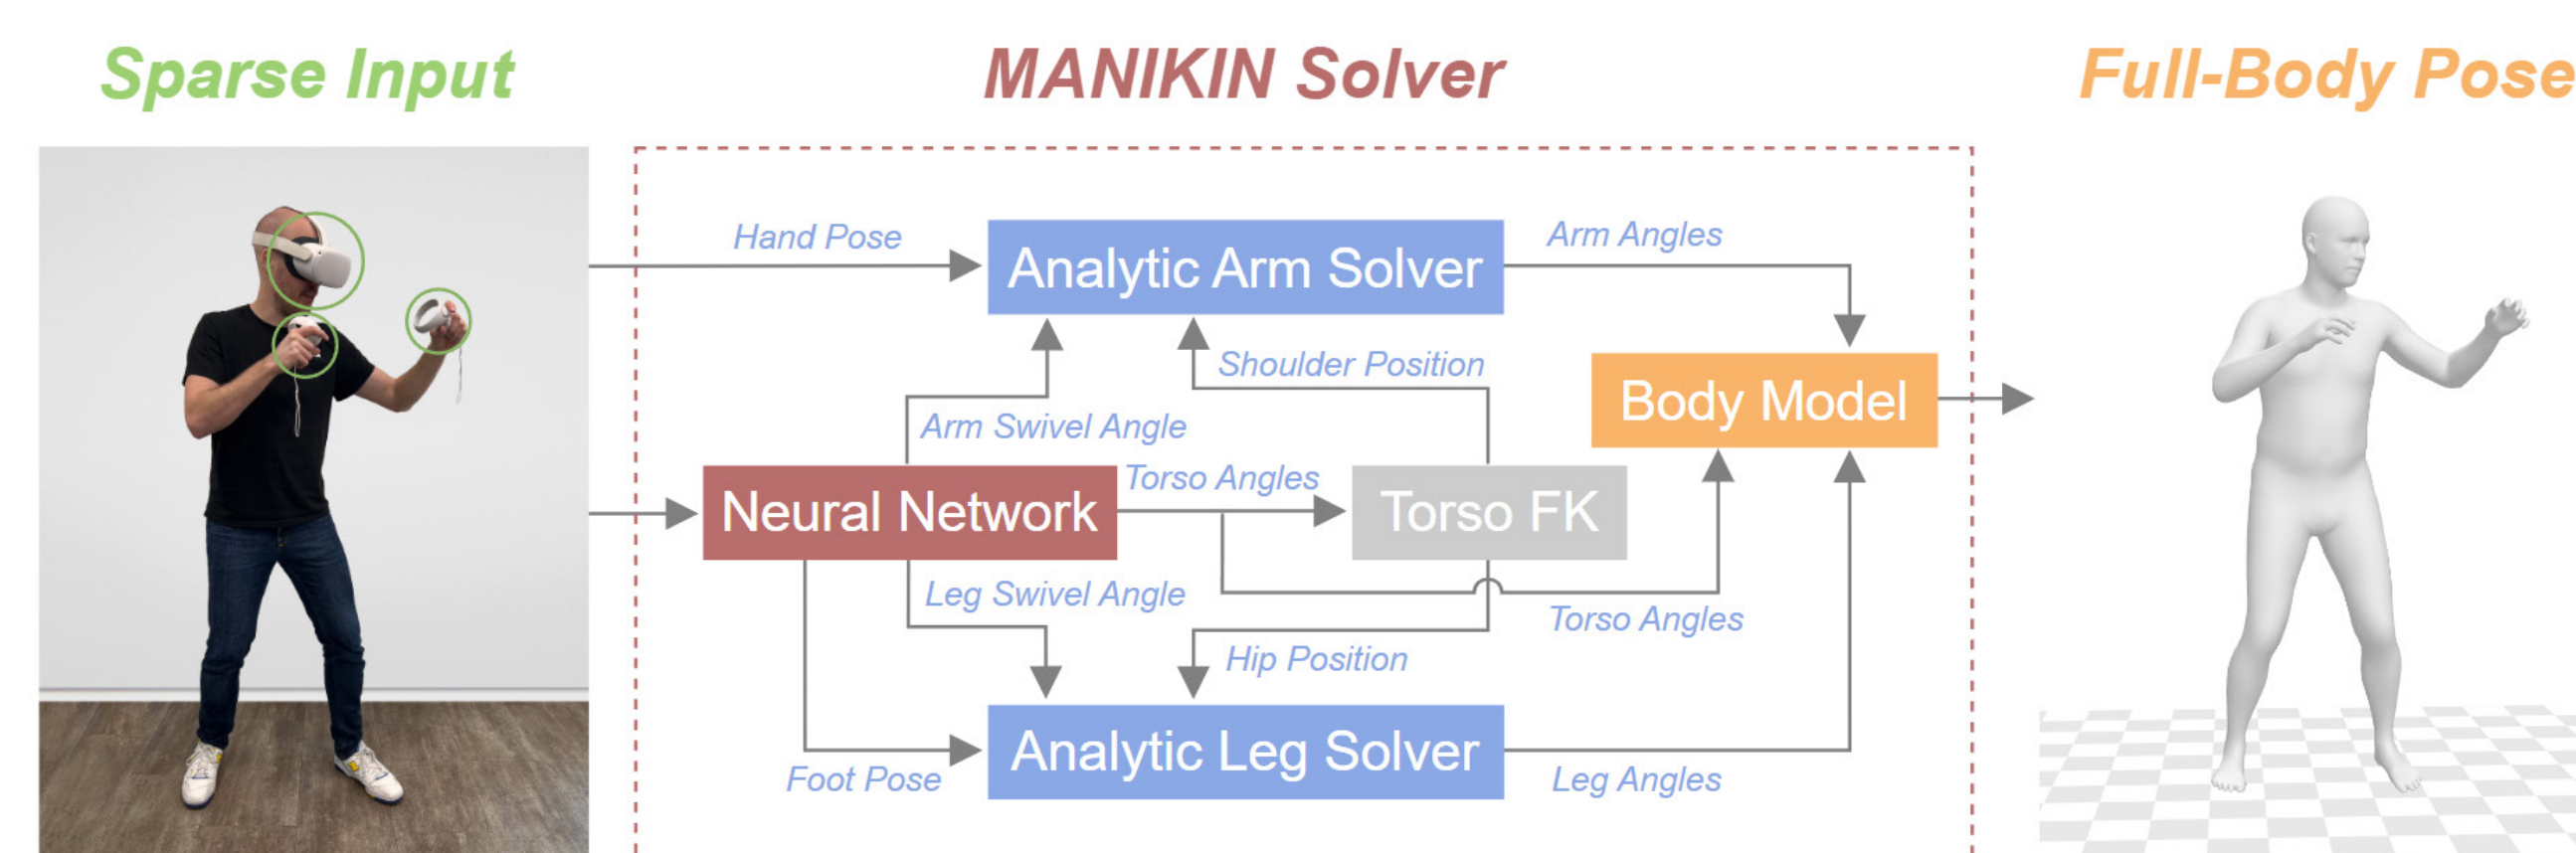 Sparse Input
MANIKIN Solver
Full-Body Pose
Hand Pose
Analytic Arm Solver
Arm Angles
Shoulder Position
Arm Swivel Angle
Body Model
Torso Angles
Neural Network
Torso FK
Leg Swivel Angle
Torso Angles
Hip Position
Analytic Leg Solver
Foot Pose
Leg Angles